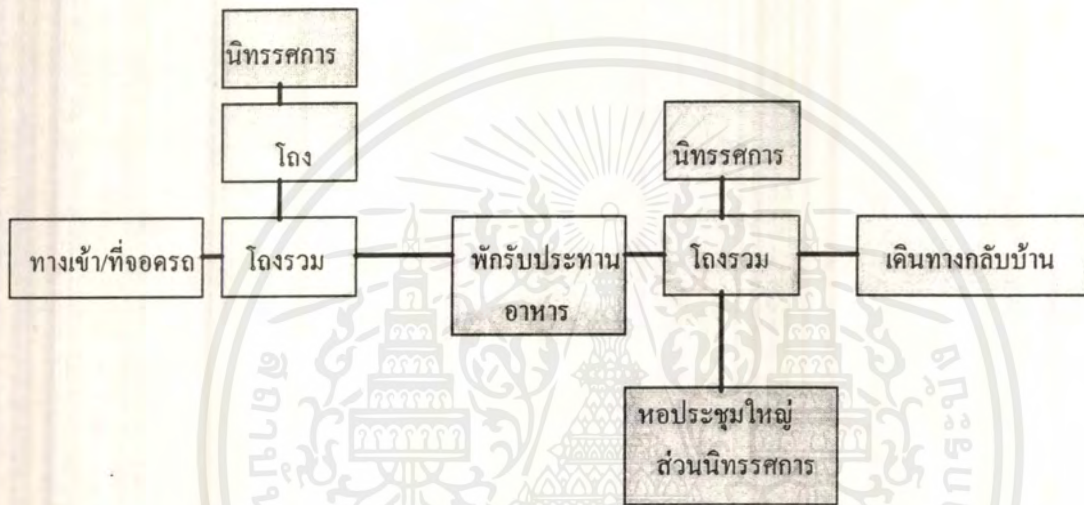 นิทรรศการ
โถง
นิทรรศการ
ทางเข้า/ที่จอดรถ
โถงรวม
พักรับประทาน
อาหาร
โถงรวม
เดินทางกลับบ้าน
หอประชุมใหญ่
ส่วนนิทรรศการ